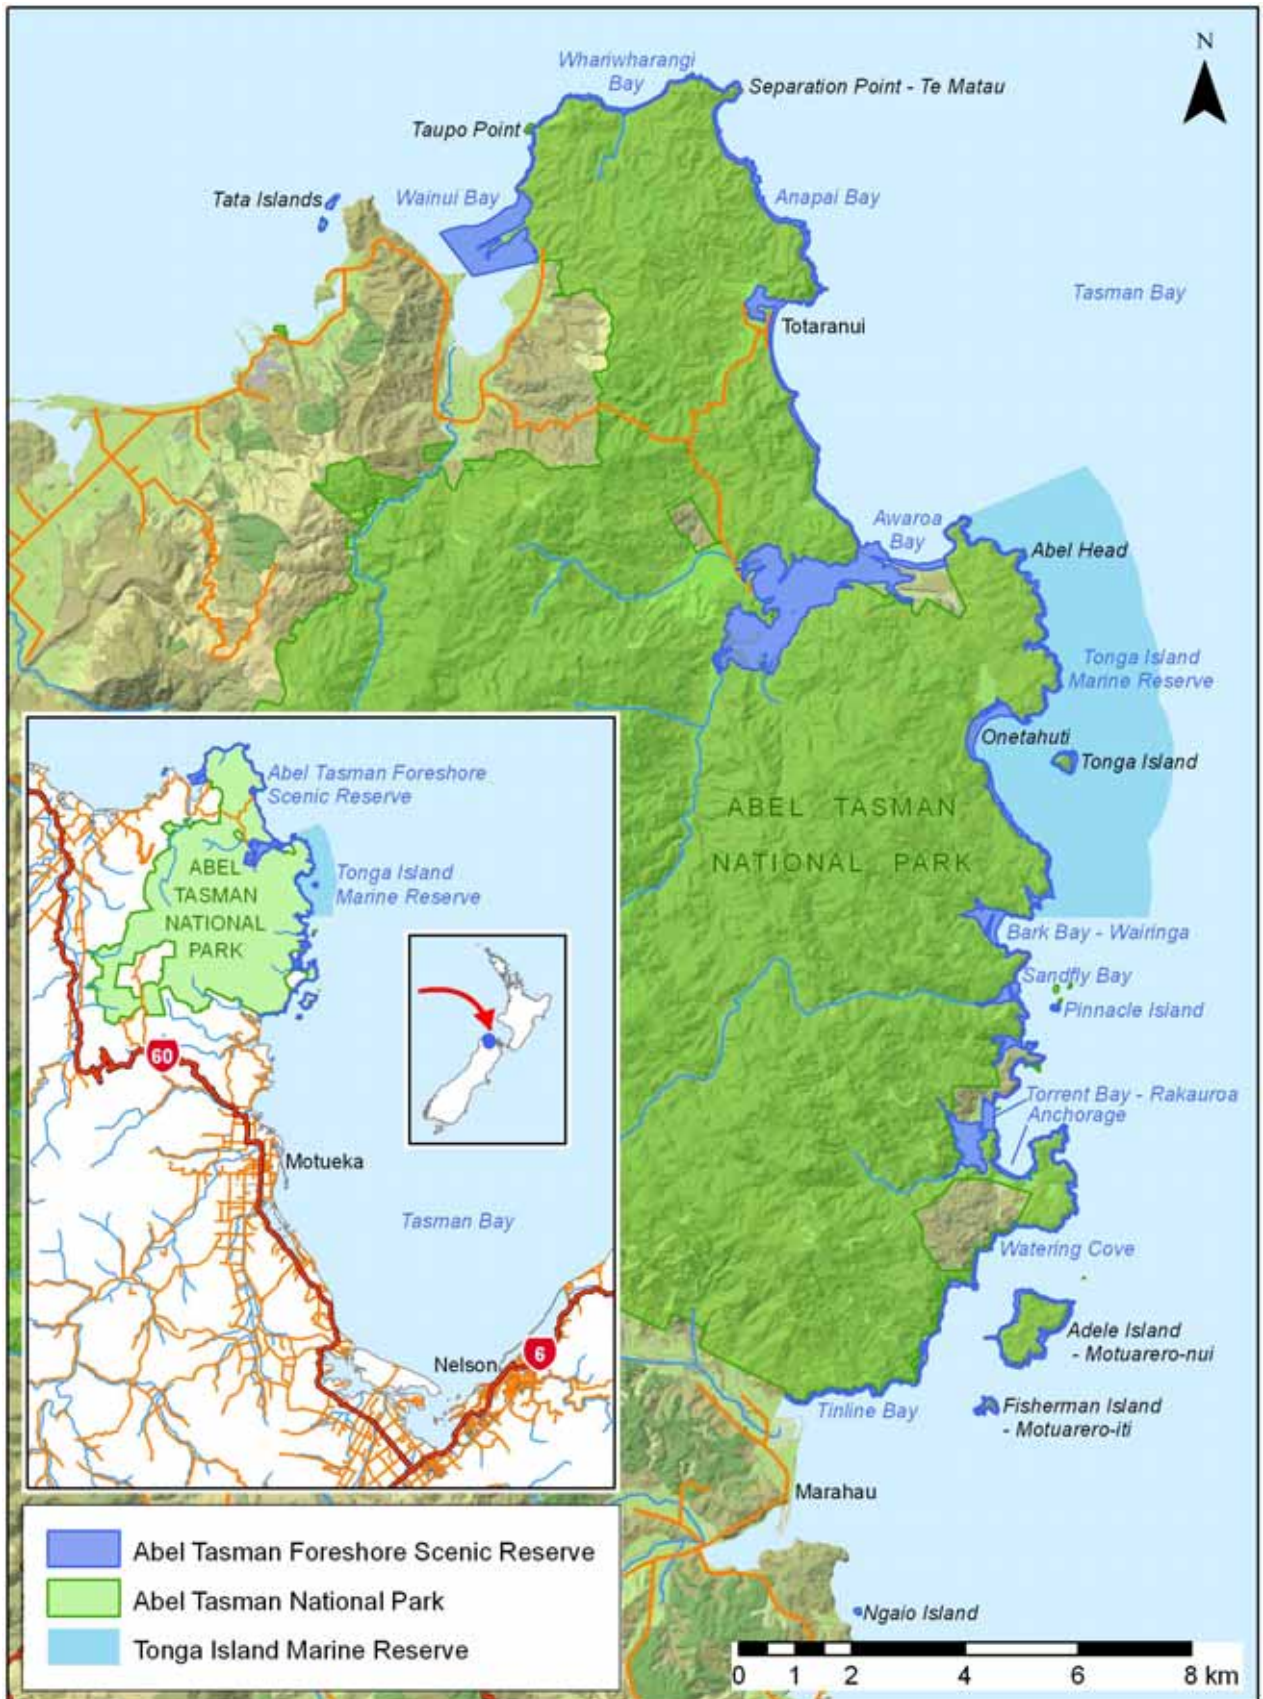 N
Whariwharangi
Bay
Separation Point - Te Matau
Taupo Point
Tata Islands
Wainui Bay
Anapai Bay
Tasman Bay
Totaranui
Awaroa
Bay
Abel Head
Tonga Island
Marine Reserve
Onetahuti
Tonga Island
ABEL TASMAN
NATIONAL PARK
Bark Bay - Wairinga
Sandfly Bay
Pinnacle Island
Torrent Bay - Rakauroa
Anchorage
Watering Cove
Adele Island
- Motuarero-nui
Fisherman Island
- Motuarero-iti
Tinline Bay
Marahau
Ngaio Island
0 1 2 4 6 8 km
Abel Tasman Foreshore
Scenic Reserve
ABEL
TASMAN
NATIONAL
PARK
Tonga Island
Marine Reserve
60
Motueka
Tasman Bay
Nelson
6
Abel Tasman Foreshore Scenic Reserve
Abel Tasman National Park
Tonga Island Marine Reserve